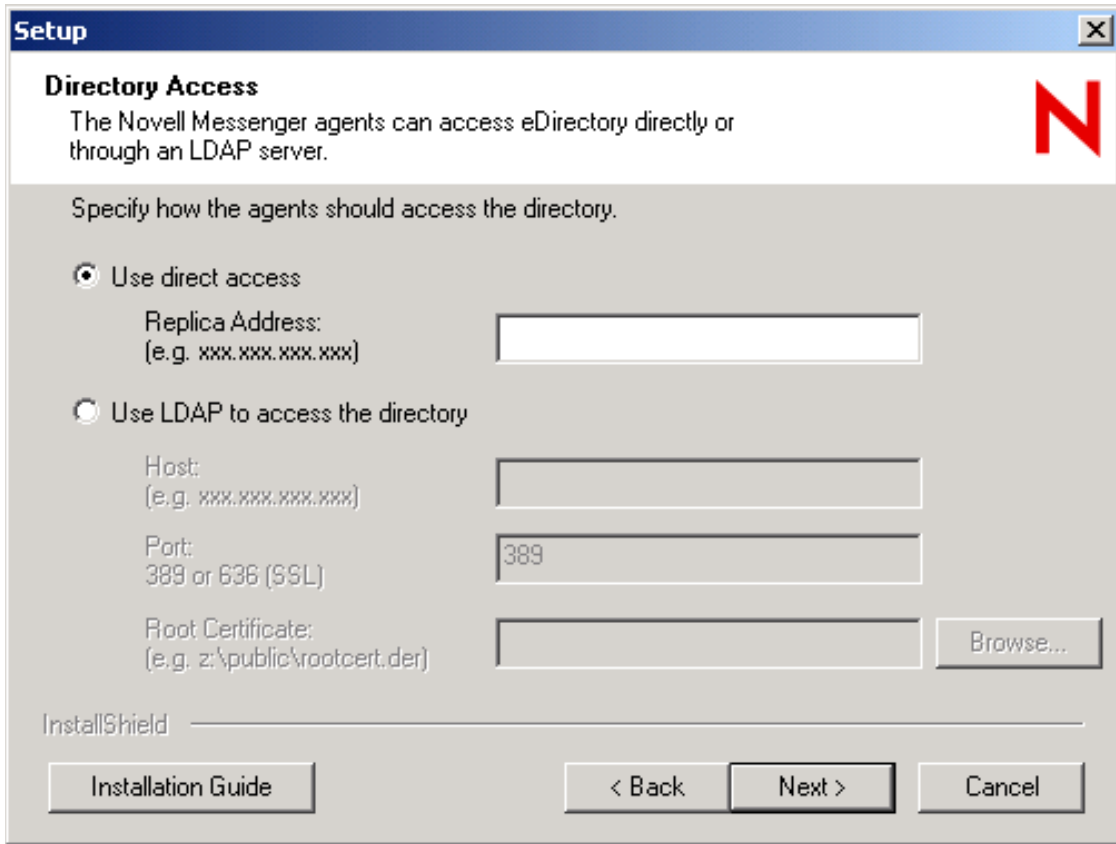 Setup
Directory Access
The Novell Messenger agents can access eDirectory directly or
through an LDAP server.
N
Specify how the agents should access the directory.
Use direct access
Replica Address:
(e.g. xxx.xxx.xxx.xxx)
Use LDAP to access the directory
Host:
(e.g. xxx.xxx.xxx.xxx)
Port:
389 or 636 (SSL)
389
Root Certificate:
(e.g. z:\public\rootcert.der)
Browse...
InstallShield
Installation Guide
< Back
Next >
Cancel